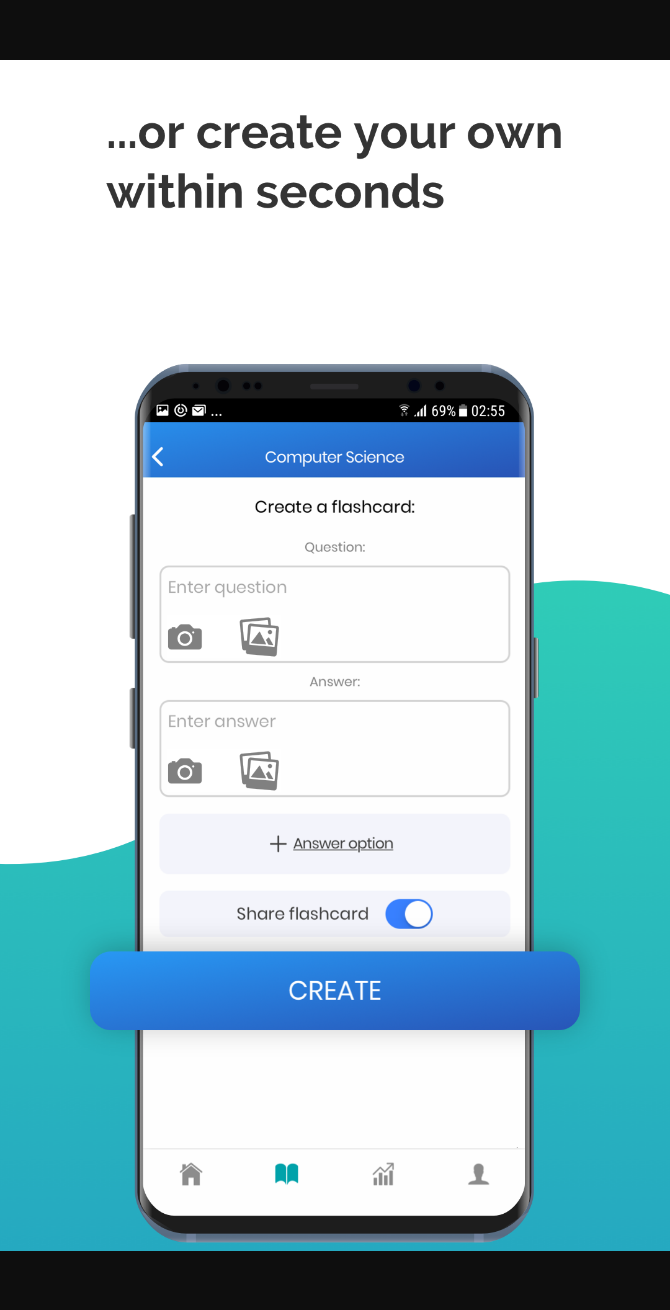 ...or create your own
within seconds
... 69% 02:55
Computer Science
Create a flashcard:
Question:
Enter question
Answer:
Enter answer
+ Answer option
Share flashcard
CREATE